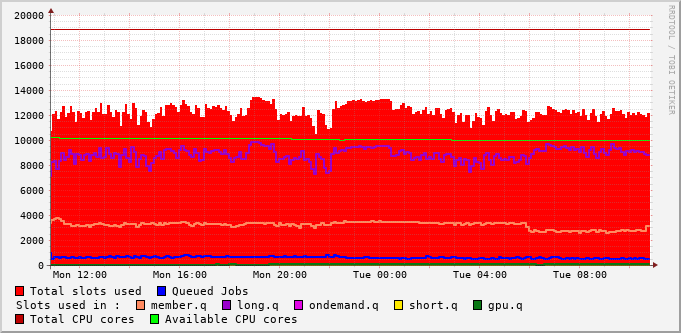 20000
18000
16000
14000
12000
10000
8000
6000
4000
2000
0
Mon 12:00 Mon 16:00 Mon 20:00 Tue 00:00 Tue 04:00 Tue 08:00
RRDTOOL / TOBI OETIKER
Total slots used Queued Jobs
Slots used in : member.q long.q ondemand.q short.q gpu.q
Total CPU cores Available CPU cores